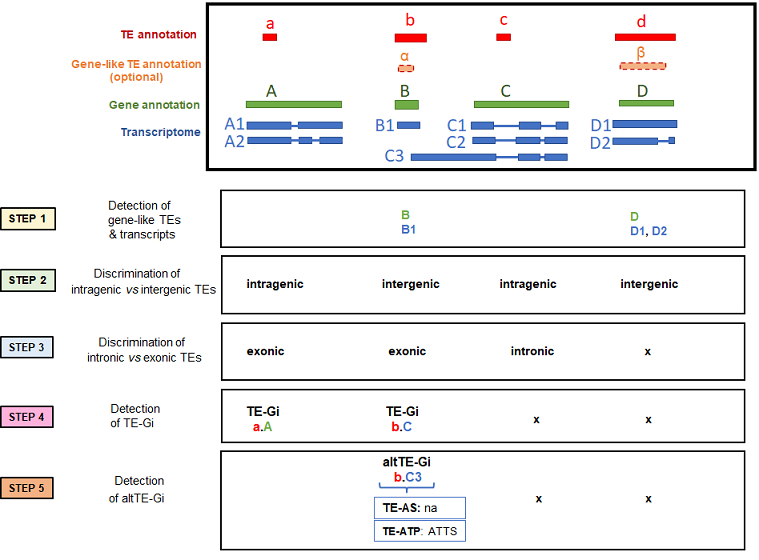 a b c d
TE annotation
Gene-like TE annotation
(optional)
α β
A B C D
Gene annotation
Transcriptome
A1 B1 C1 D1
A2 C2 D2
C3
STEP 1
Detection of
gene-like TEs
& transcripts
B D
B1 D1, D2
STEP 2
Discrimination of
intragenic vs intergenic TEs
intragenic intergenic intragenic intergenic
STEP 3
Discrimination of
intronic vs exonic TEs
exonic exonic intronic x
STEP 4
Detection
of TE-Gi
TE-Gi TE-Gi
a.A b.C x x
STEP 5
Detection
of altTE-Gi
altTE-Gi
b.C3
TE-AS: na
TE-ATP: ATTS
x x